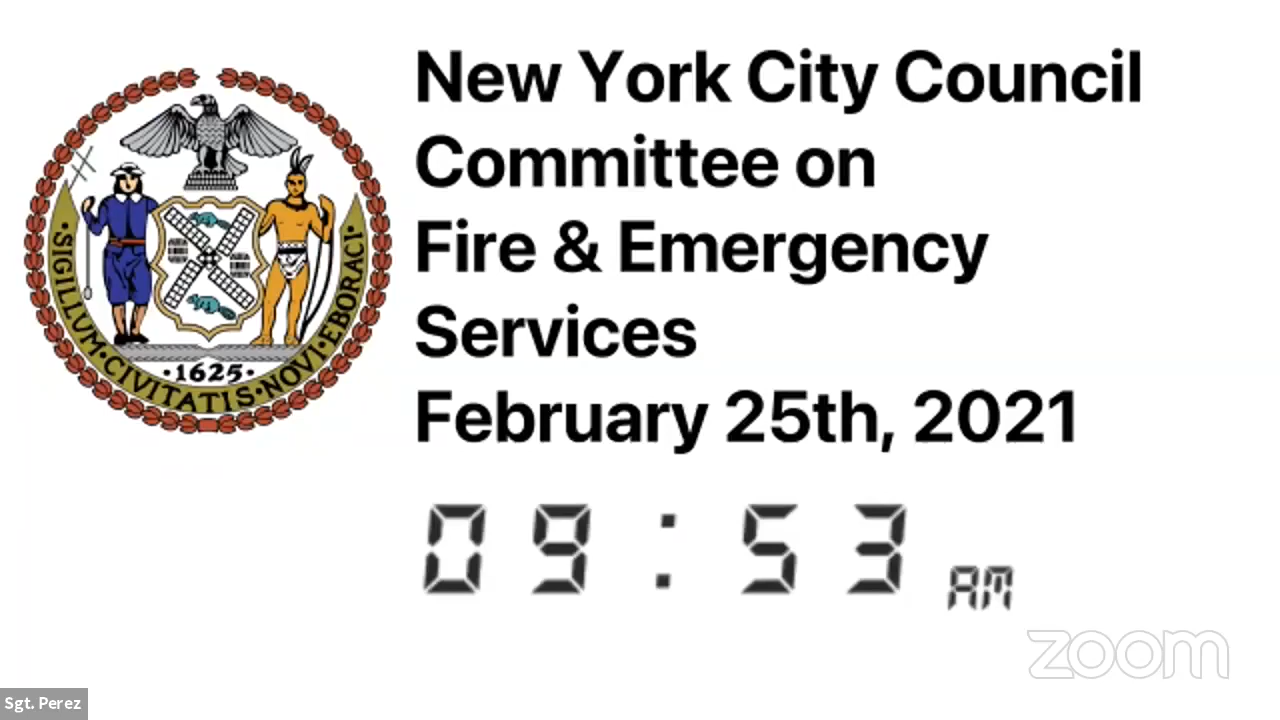 New York City Council
Committee on
Fire & Emergency
Services
February 25th, 2021
09:53 AM
SIGILLUM·CIVITATIS·NOVI·EBORACI
·1625·
zoom
Sgt. Perez